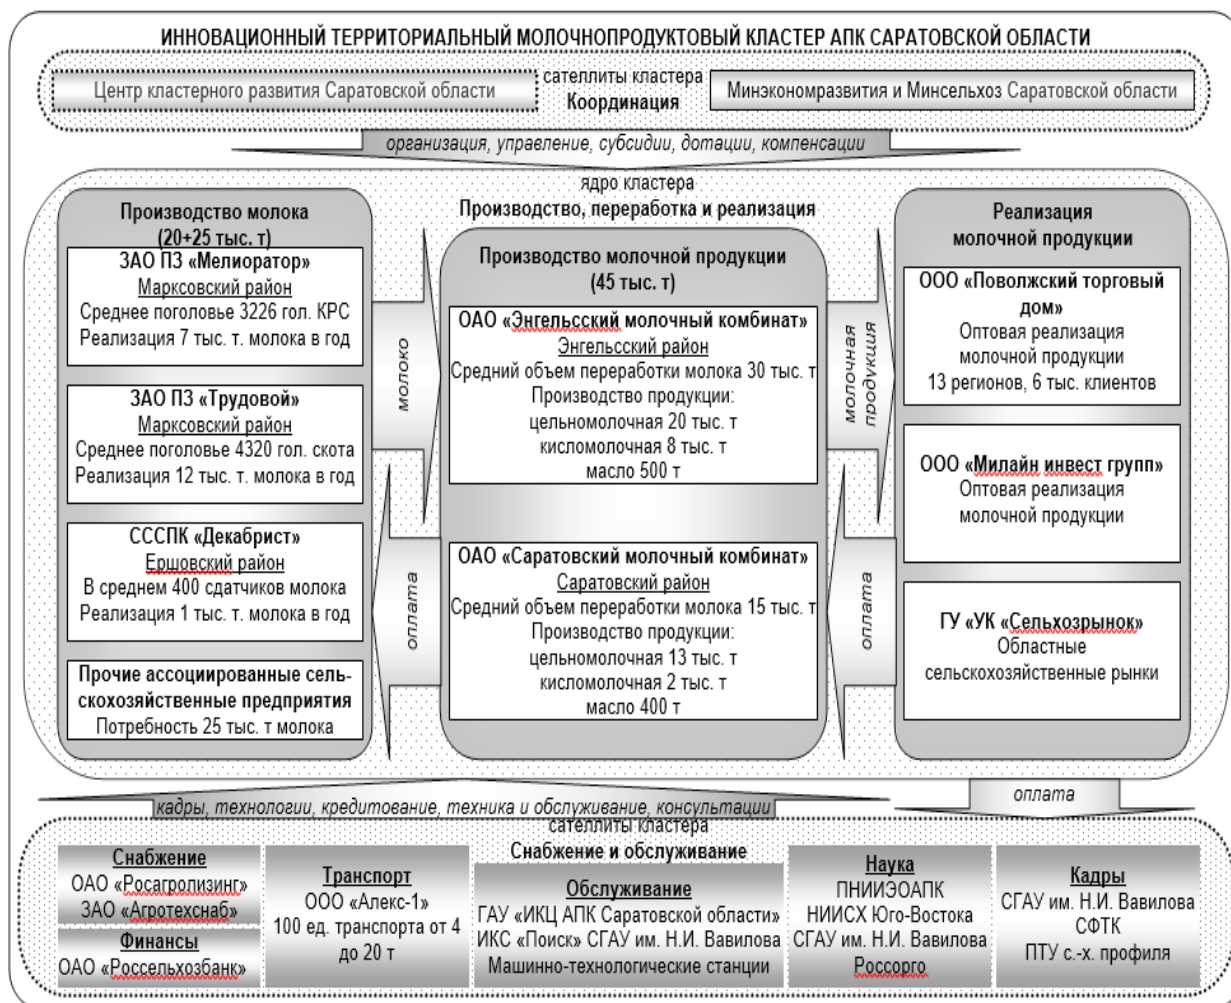 ИННОВАЦИОННЫЙ ТЕРРИТОРИАЛЬНЫЙ МОЛОЧНОПРОДУКТОВЫЙ КЛАСТЕР АПК САРАТОВСКОЙ ОБЛАСТИ
сателлиты кластера
Координация
Центр кластерного развития Саратовской области
Минэкономразвития и Минсельхоз Саратовской области
организация, управление, субсидии, дотации, компенсации
ядро кластера
Производство, переработка и реализация
Производство молока
(20+25 тыс. т)
ЗАО ПЗ «Мелиоратор»
Марксовский район
Среднее поголовье 3226 гол. КРС
Реализация 7 тыс. т. молока в год
ЗАО ПЗ «Трудовой»
Марксовский район
Среднее поголовье 4320 гол. скота
Реализация 12 тыс. т. молока в год
СССПК «Декабрист»
Ершовский район
В среднем 400 сдатчиков молока
Реализация 1 тыс. т. молока в год
Прочие ассоциированные сель-
скохозяйственные предприятия
Потребность 25 тыс. т молока
молоко
оплата
Производство молочной продукции
(45 тыс. т)
ОАО «Энгельсский молочный комбинат»
Энгельсский район
Средний объем переработки молока 30 тыс. т
Производство продукции:
цельномолочная 20 тыс. т
кисломолочная 8 тыс. т
масло 500 т
ОАО «Саратовский молочный комбинат»
Саратовский район
Средний объем переработки молока 15 тыс. т
Производство продукции:
цельномолочная 13 тыс. т
кисломолочная 2 тыс. т
масло 400 т
молочная
продукция
оплата
Реализация
молочной продукции
ООО «Поволжский торговый
дом»
Оптовая реализация
молочной продукции
13 регионов, 6 тыс. клиентов
ООО «Милайн инвест групп»
Оптовая реализация
молочной продукции
ГУ «УК «Сельхозрынок»
Областные
сельскохозяйственные рынки
кадры, технологии, кредитование, техника и обслуживание, консультации
оплата
сателлиты кластера
Снабжение и обслуживание
Снабжение
ОАО «Росагролизинг»
ЗАО «Агротехснаб»
Финансы
ОАО «Россельхозбанк»
Транспорт
ООО «Алекс-1»
100 ед. транспорта от 4
до 20 т
Обслуживание
ГАУ «ИКЦ АПК Саратовской области»
ИКС «Поиск» СГАУ им. Н.И. Вавилова
Машинно-технологические станции
Наука
ПНИИЭОАПК
НИИСХ Юго-Востока
СГАУ им. Н.И. Вавилова
Россорго
Кадры
СГАУ им. Н.И. Вавилова
СФТК
ПТУ с.-х. профиля